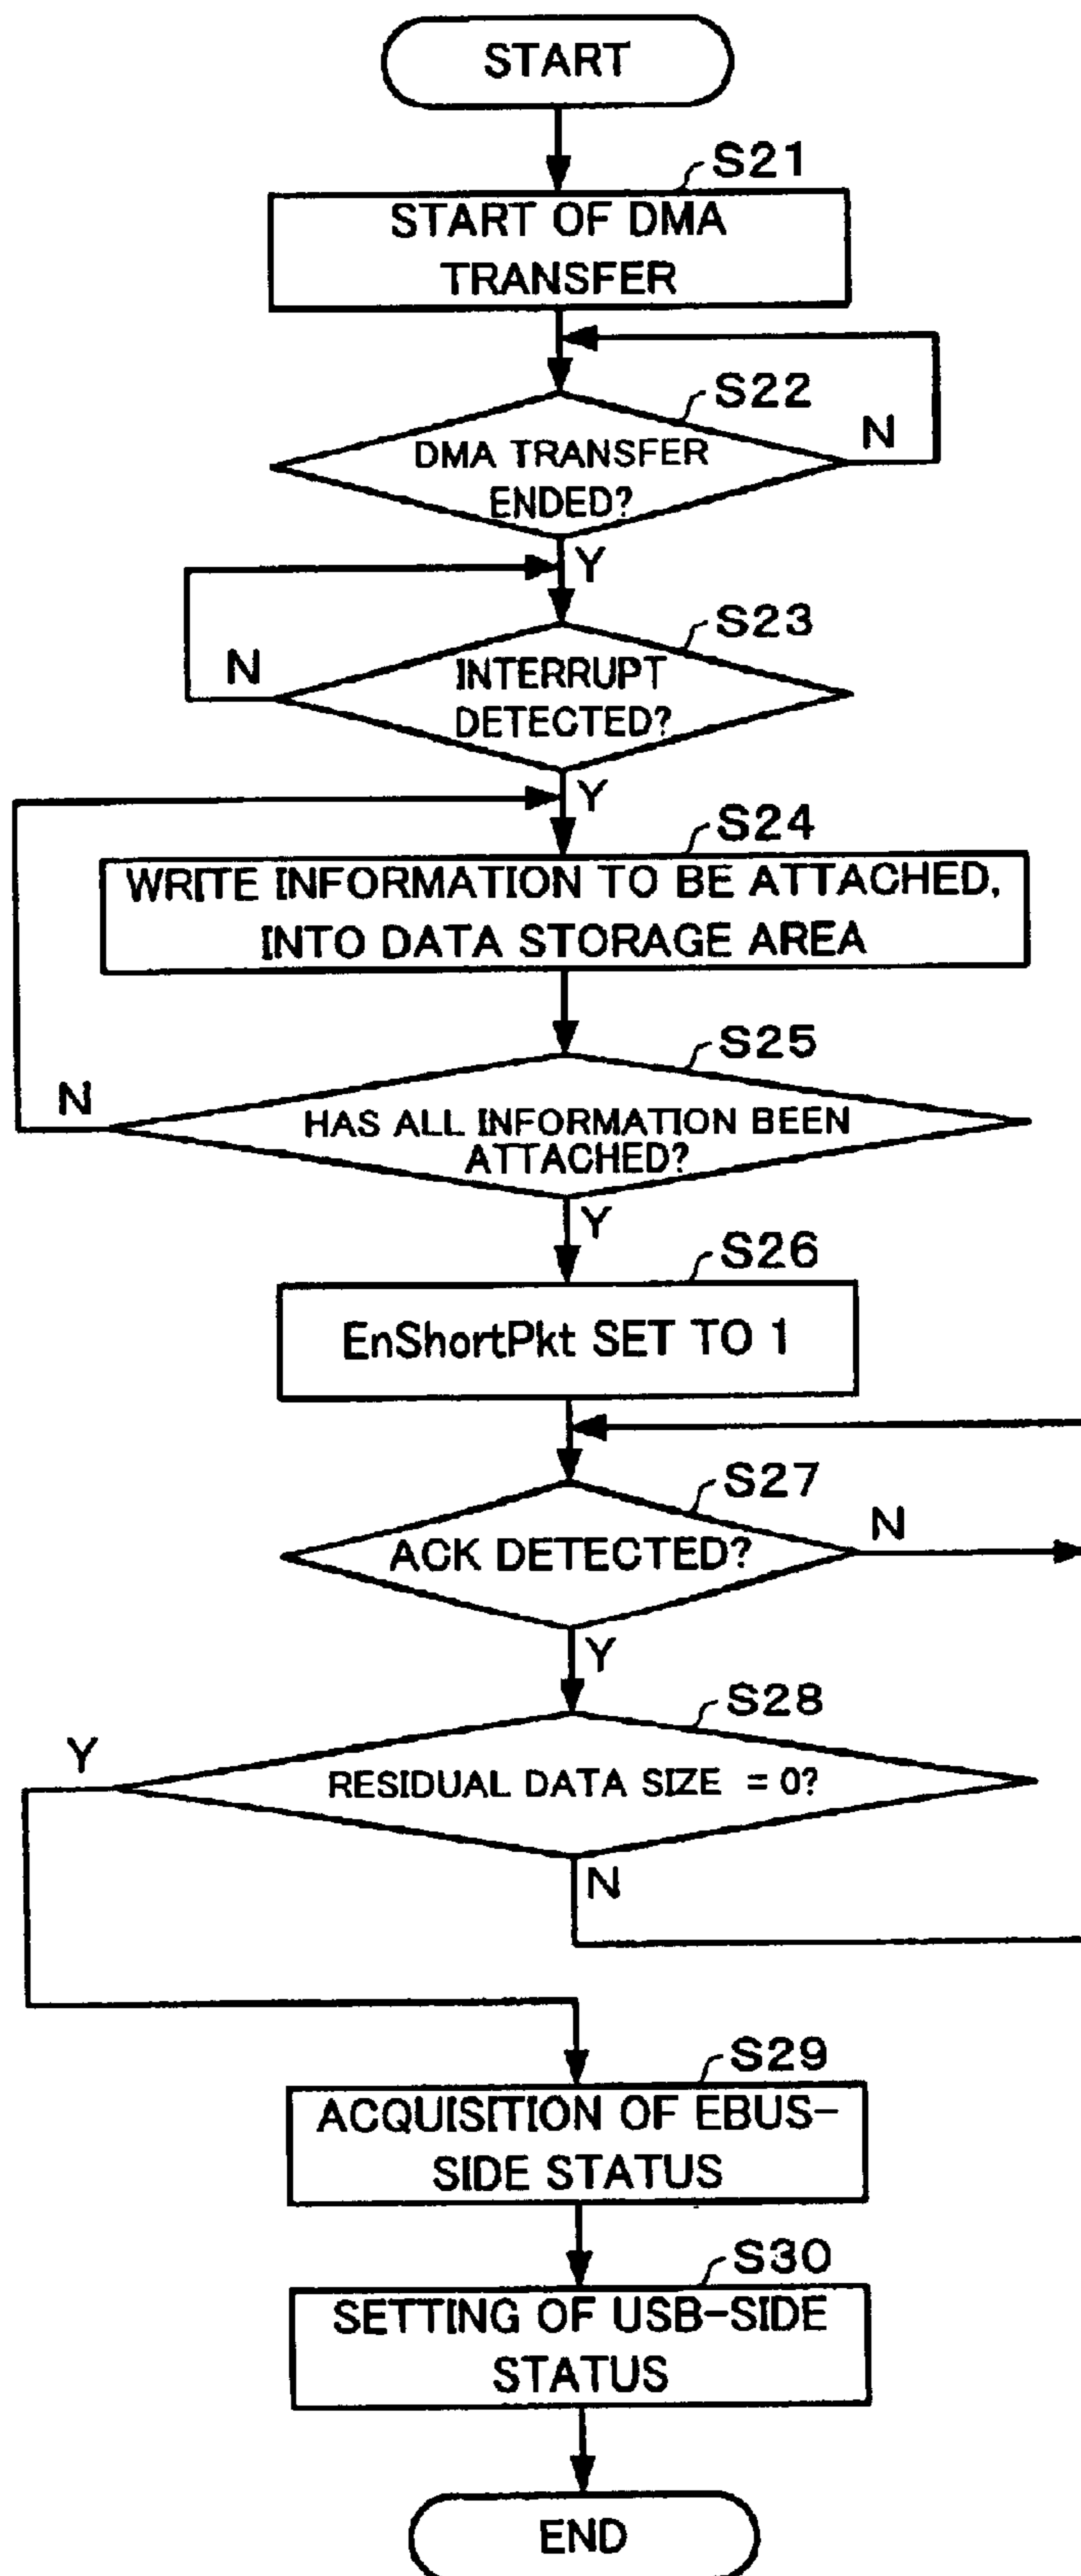 START
S21
START OF DMA
TRANSFER
S22
N
DMA TRANSFER
ENDED?
Y
S23
N
INTERRUPT
DETECTED?
Y
S24
WRITE INFORMATION TO BE ATTACHED,
INTO DATA STORAGE AREA
S25
N
HAS ALL INFORMATION BEEN
ATTACHED?
Y
S26
EnShortPkt SET TO 1
S27
N
ACK DETECTED?
Y
S28
Y
RESIDUAL DATA SIZE = 0?
N
S29
ACQUISITION OF EBUS-
SIDE STATUS
S30
SETTING OF USB-SIDE
STATUS
END